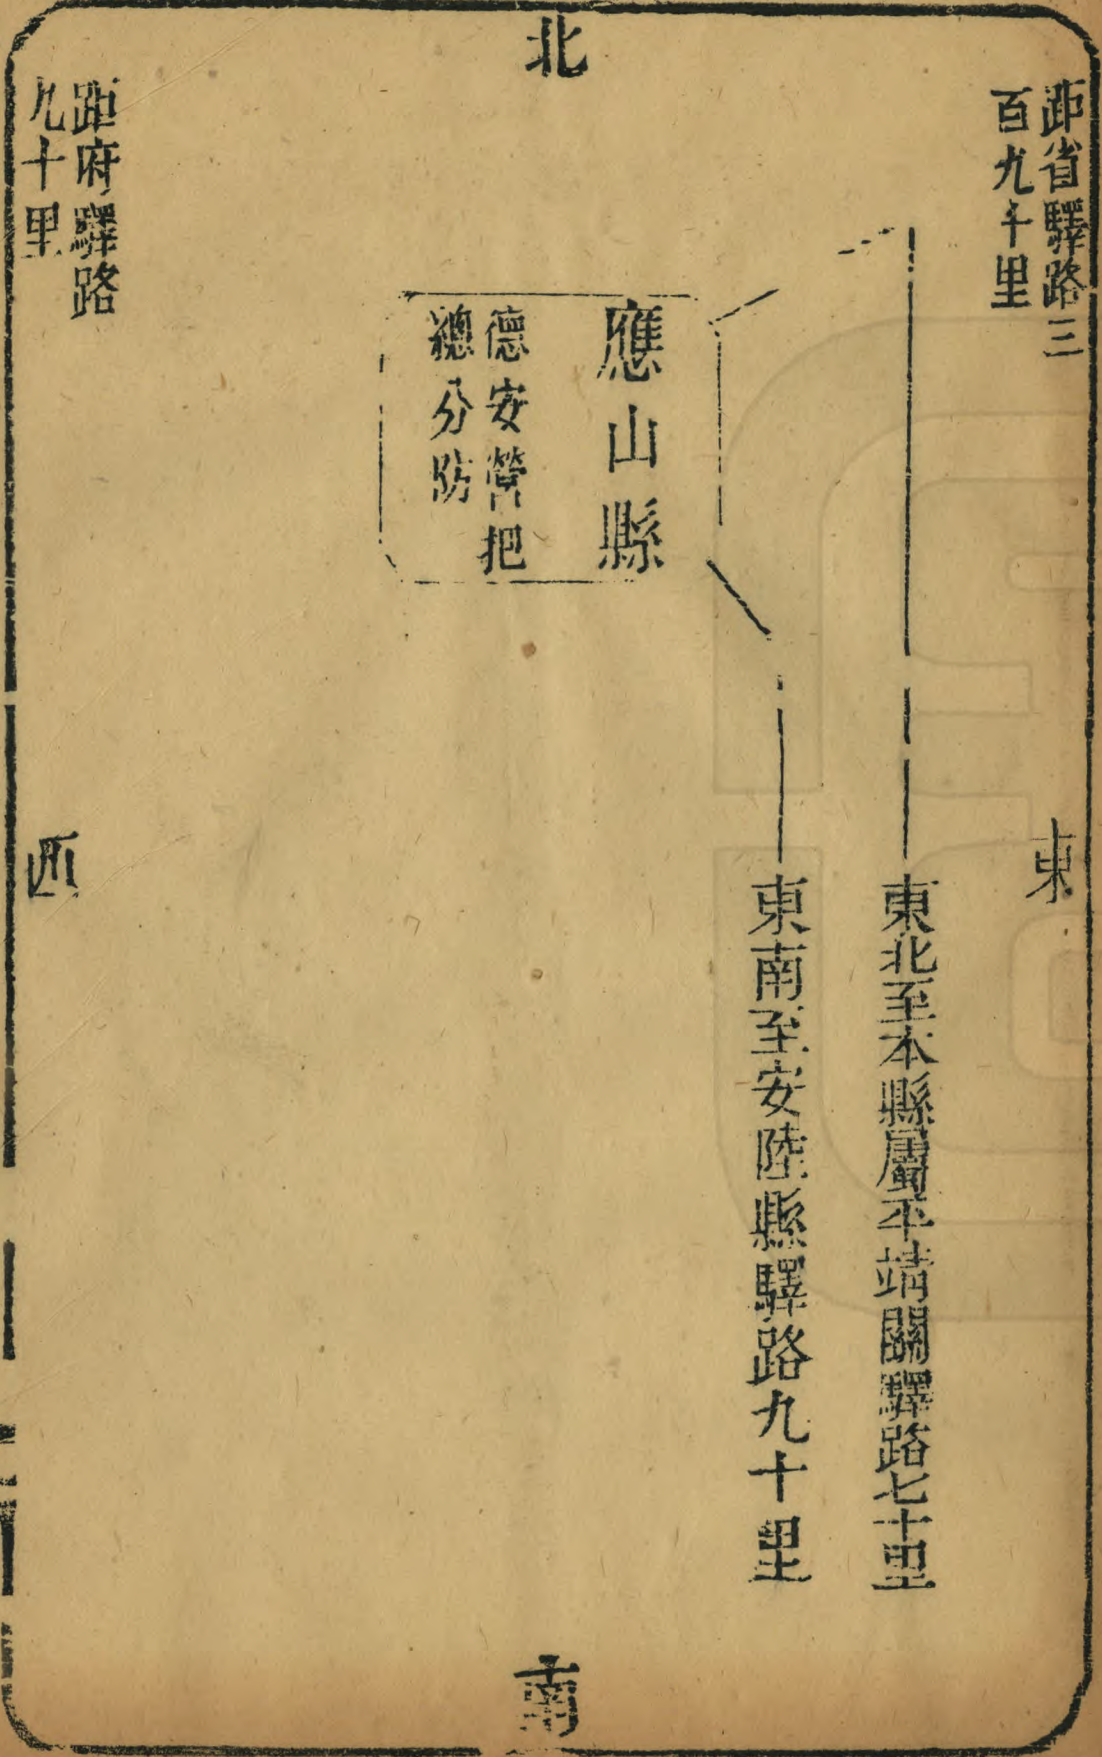 北
距省驛路三
百九十里
東
東北至本縣屬平靖關驛路七十里
東南至安陸縣驛路九十里
應山縣
德安營把
總分防
距府驛路
九十里
西
南